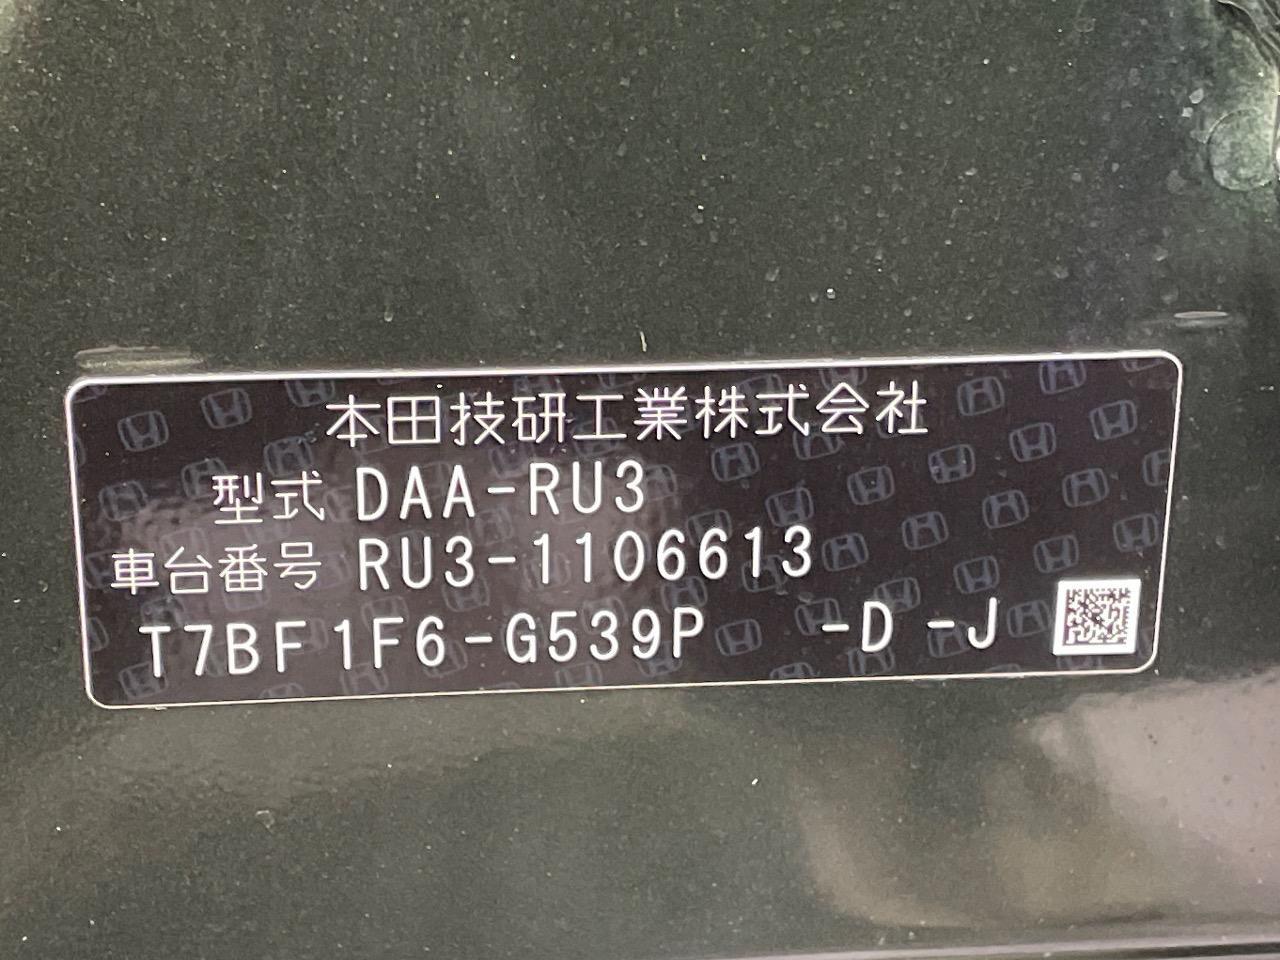 本田技研工業株式会社
型式 DAA-RU3
車台番号 RU3-1106613
T7BF1F6-G539P -D -J